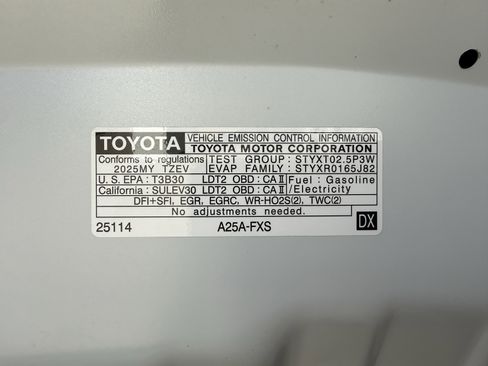 TOYOTA VEHICLE EMISSION CONTROL INFORMATION
TOYOTA MOTOR CORPORATION
Conforms to regulations TEST GROUP : STYXT02.5P3W
2025MY TZEV EVAP FAMILY : STYXR0165J82
U.S. EPA : T3B30 LDT2 OBD : CA II Fuel : Gasoline
California : SULEV30 LDT2 OBD : CA II /Electricity
DFI+SFI, EGR, EGRC, WR-HO2S(2), TWC(2)
No adjustments needed.
25114 A25A-FXS DX